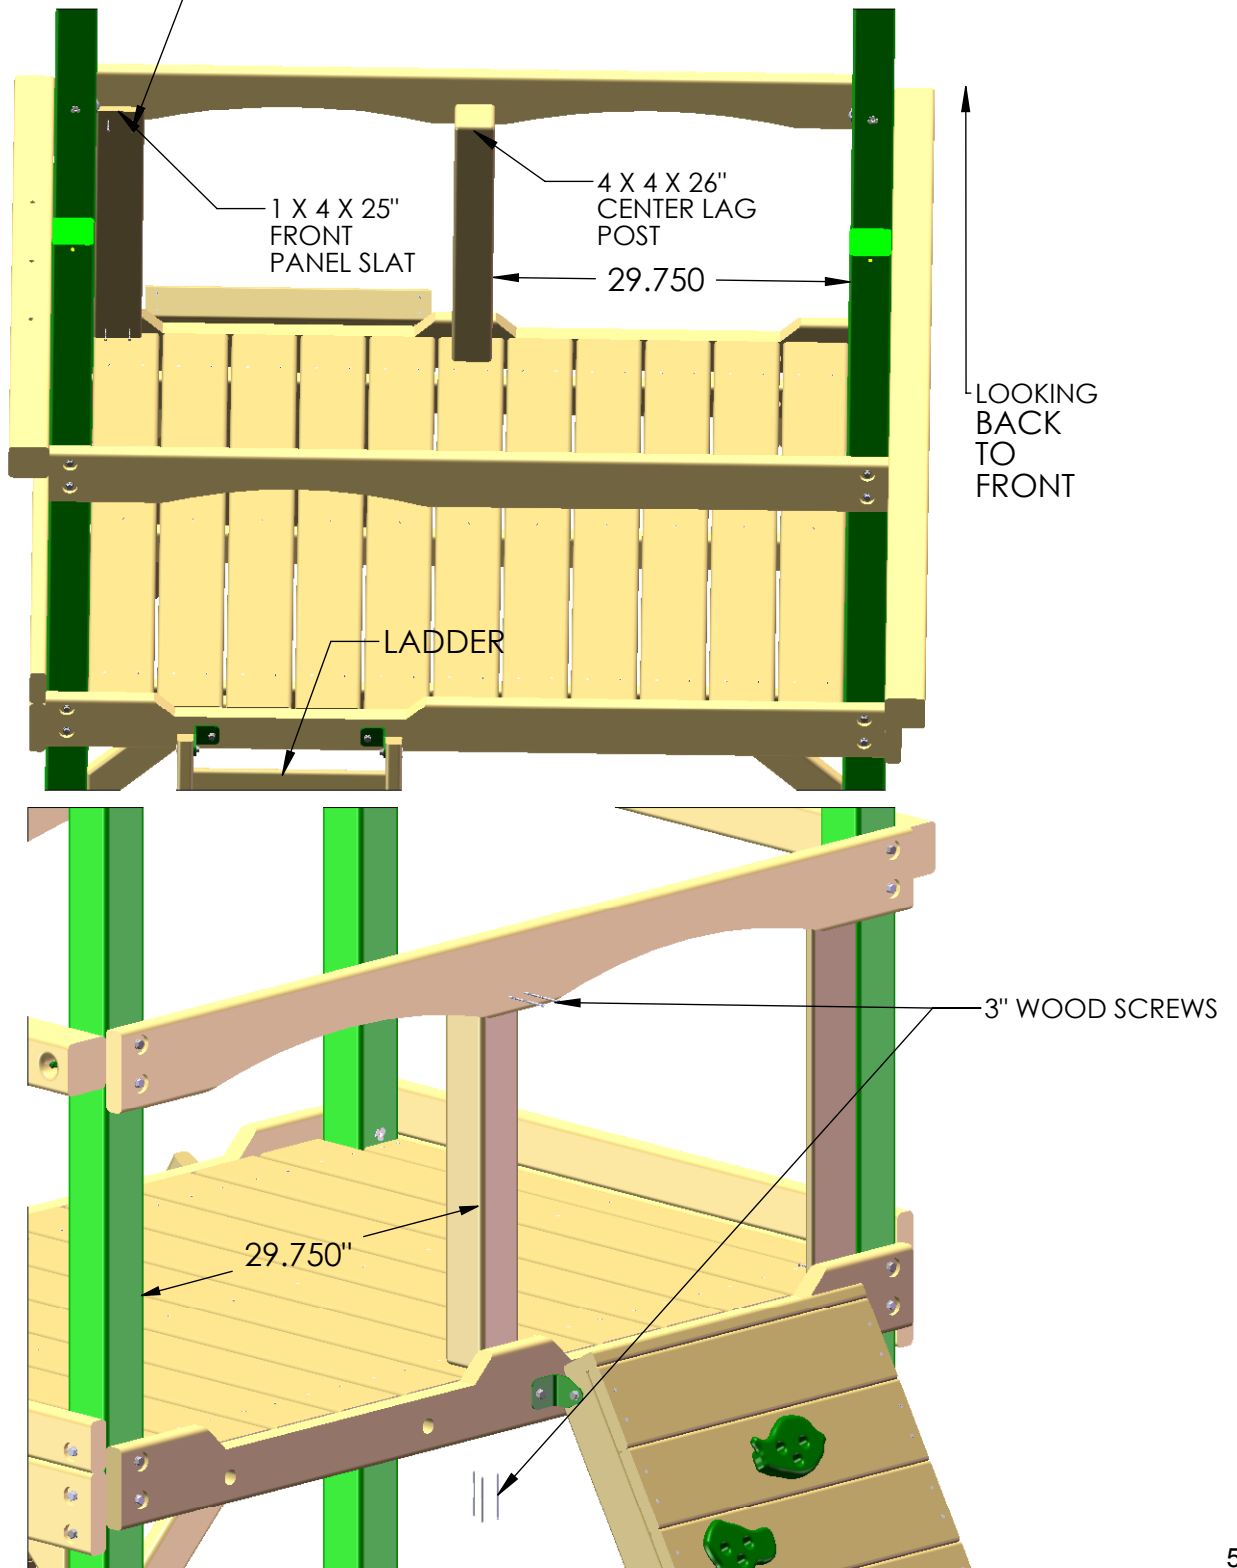 1 X 4 X 25"
FRONT
PANEL SLAT
4 X 4 X 26"
CENTER LAG
POST
29.750
LOOKING
BACK
TO
FRONT
LADDER
3" WOOD SCREWS
29.750"
5